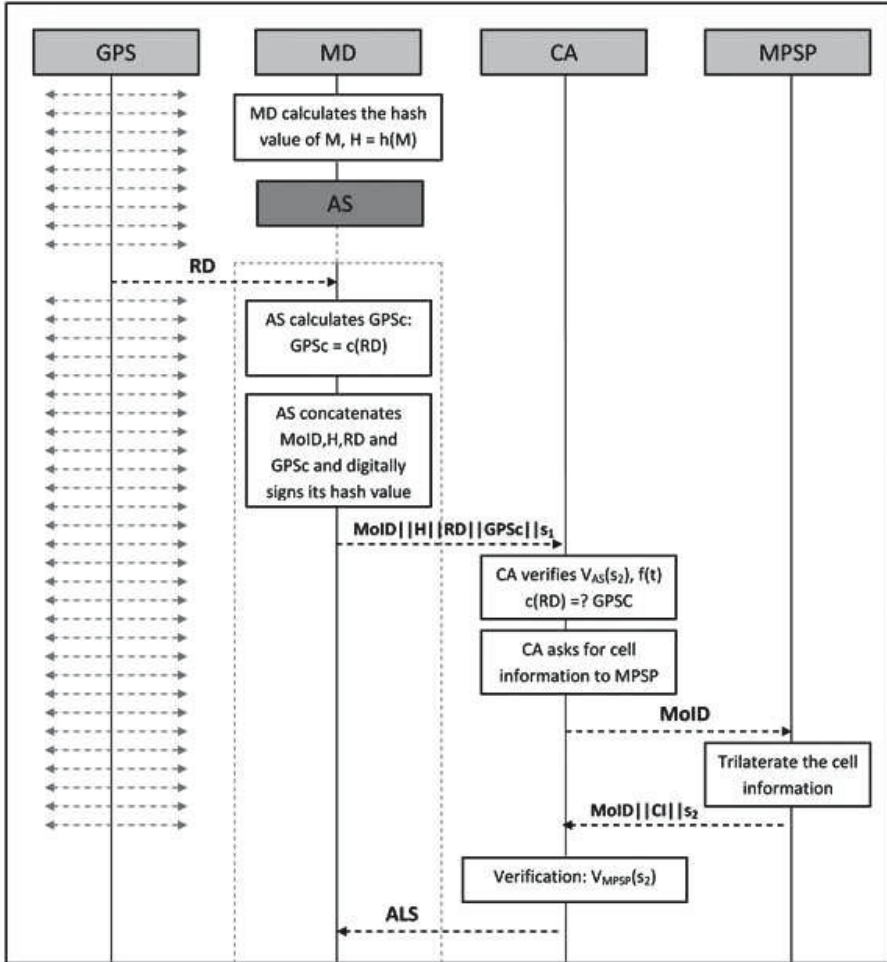 GPS
MD
CA
MPSP
MD calculates the hash
value of M, H = h(M)
AS
RD
AS calculates GPSc:
GPSc = c(RD)
AS concatenates
MoID,H,RD and
GPSc and digitally
signs its hash value
MoID||H||RD||GPSc||s₁
CA verifies V_AS(s₂), f(t)
c(RD) =? GPSC
CA asks for cell
information to MPSP
MoID
Trilaterate the cell
information
MoID||CI||s₂
Verification: V_MPSP(s₂)
ALS